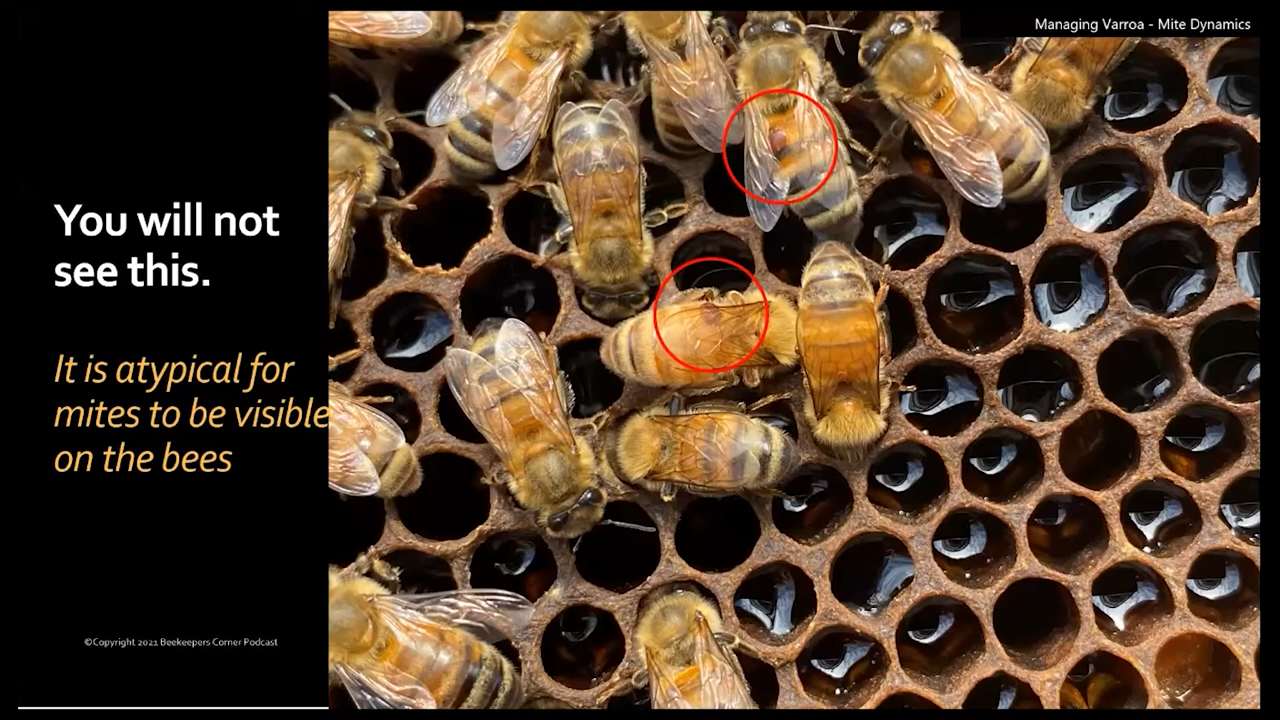 Managing Varroa - Mite Dynamics
You will not
see this.
It is atypical for
mites to be visible
on the bees
©Copyright 2021 Beekeepers Corner Podcast